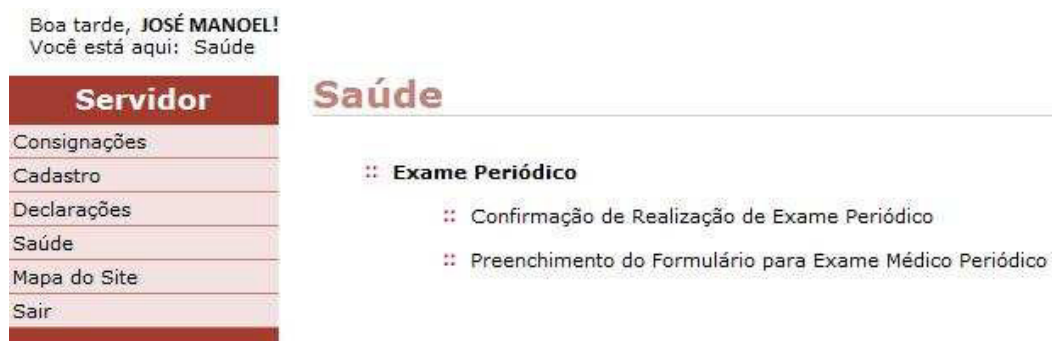 Boa tarde, JOSÉ MANOEL!
Você está aqui: Saúde
Servidor
Consignações
Cadastro
Declarações
Saúde
Mapa do Site
Sair
Saúde
:: Exame Periódico
:: Confirmação de Realização de Exame Periódico
:: Preenchimento do Formulário para Exame Médico Periódico